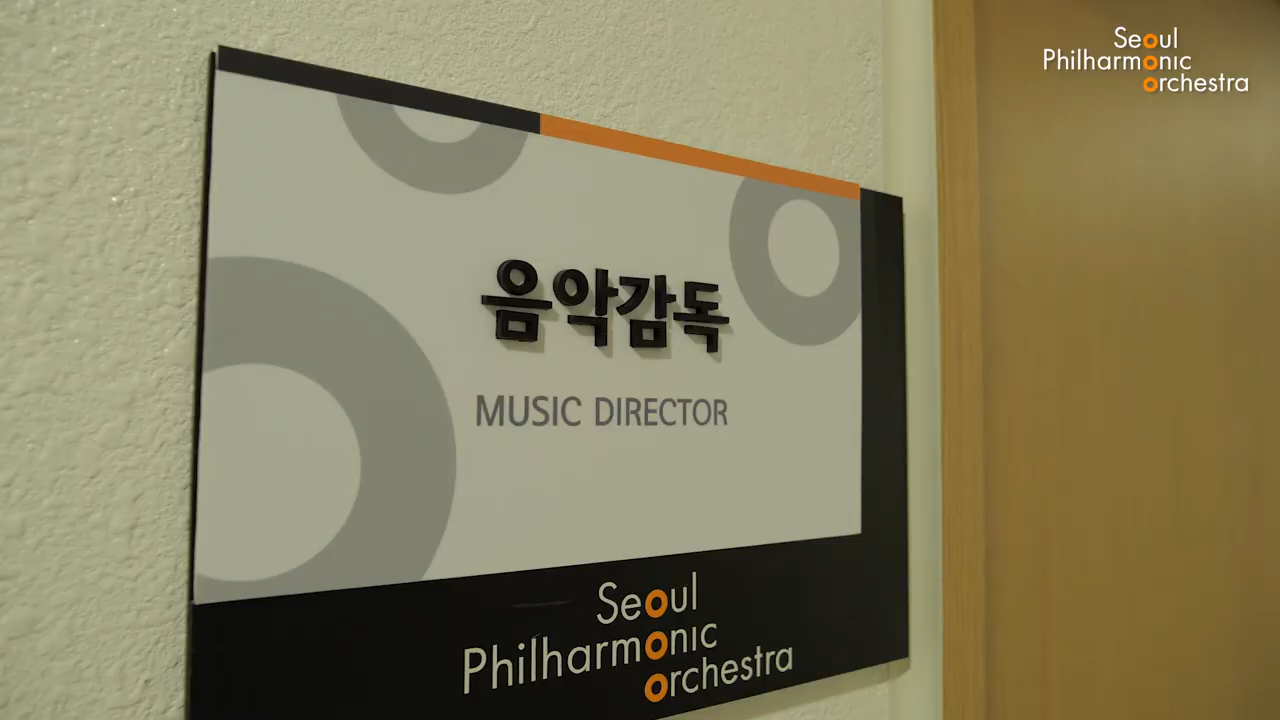 Seoul
Philharmonic
orchestra
음악감독
MUSIC DIRECTOR
Seoul
Philharmonic
orchestra